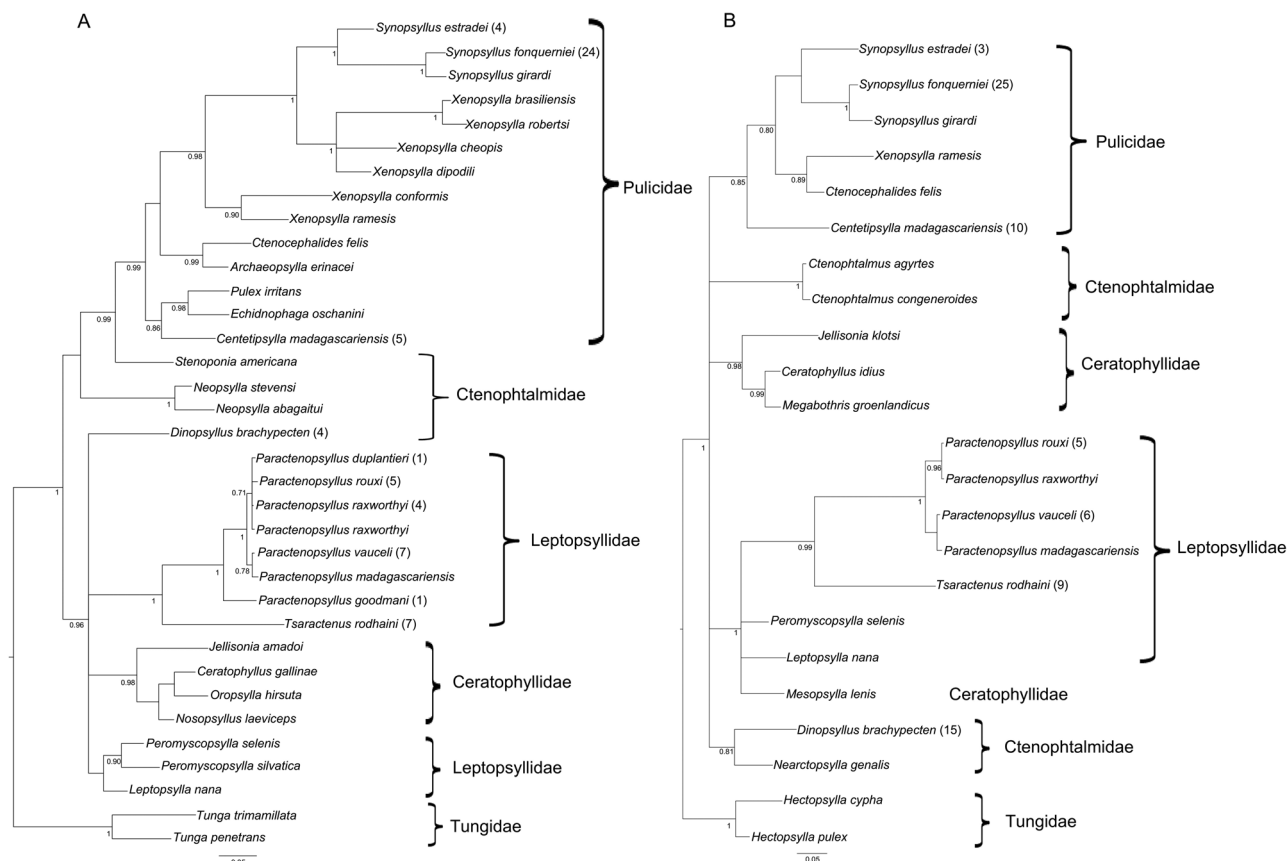 A
Synopsyllus estradei (4)
1
Synopsyllus fonquerniei (24)
1
Synopsyllus girardi
1
Xenopsylla brasiliensis
1
Xenopsylla robertsi
Xenopsylla cheopis
1
Xenopsylla dipodili
0.98
Xenopsylla conformis
0.90
Xenopsylla ramesis
Ctenocephalides felis
0.99
Archaeopsylla erinacei
0.99
Pulex irritans
0.98
Echidnophaga oschanini
0.86
Centetipsylla madagascariensis (5)
Pulicidae
0.99
Stenoponia americana
Neopsylla stevensi
1
Neopsylla abagaitui
Dinopsyllus brachypecten (4)
Ctenophtalmidae
1
Paractenopsyllus duplantieri (1)
Paractenopsyllus rouxi (5)
0.71
Paractenopsyllus raxworthyi (4)
Paractenopsyllus raxworthyi
1
Paractenopsyllus vauceli (7)
0.78
Paractenopsyllus madagascariensis
1
Paractenopsyllus goodmani (1)
1
Tsaractenus rodhaini (7)
Leptopsyllidae
0.96
Jellisonia amadoi
0.98
Ceratophyllus gallinae
Oropsylla hirsuta
Nosopsyllus laeviceps
Ceratophyllidae
Peromyscopsylla selenis
0.90
Peromyscopsylla silvatica
Leptopsylla nana
Leptopsyllidae
Tunga trimamillata
1
Tunga penetrans
Tungidae
0.05
B
Synopsyllus estradei (3)
Synopsyllus fonquerniei (25)
1
Synopsyllus girardi
0.80
Xenopsylla ramesis
0.89
Ctenocephalides felis
0.85
Centetipsylla madagascariensis (10)
Pulicidae
Ctenophtalmus agyrtes
1
Ctenophtalmus congeneroides
Ctenophtalmidae
Jellisonia klotsi
0.98
Ceratophyllus idius
0.99
Megabothris groenlandicus
Ceratophyllidae
1
Paractenopsyllus rouxi (5)
0.96
Paractenopsyllus raxworthyi
1
Paractenopsyllus vauceli (6)
Paractenopsyllus madagascariensis
0.99
Tsaractenus rodhaini (9)
Peromyscopsylla selenis
1
Leptopsylla nana
Leptopsyllidae
Mesopsylla lenis
Ceratophyllidae
Dinopsyllus brachypecten (15)
0.81
Nearctopsylla genalis
Ctenophtalmidae
Hectopsylla cypha
1
Hectopsylla pulex
Tungidae
0.05